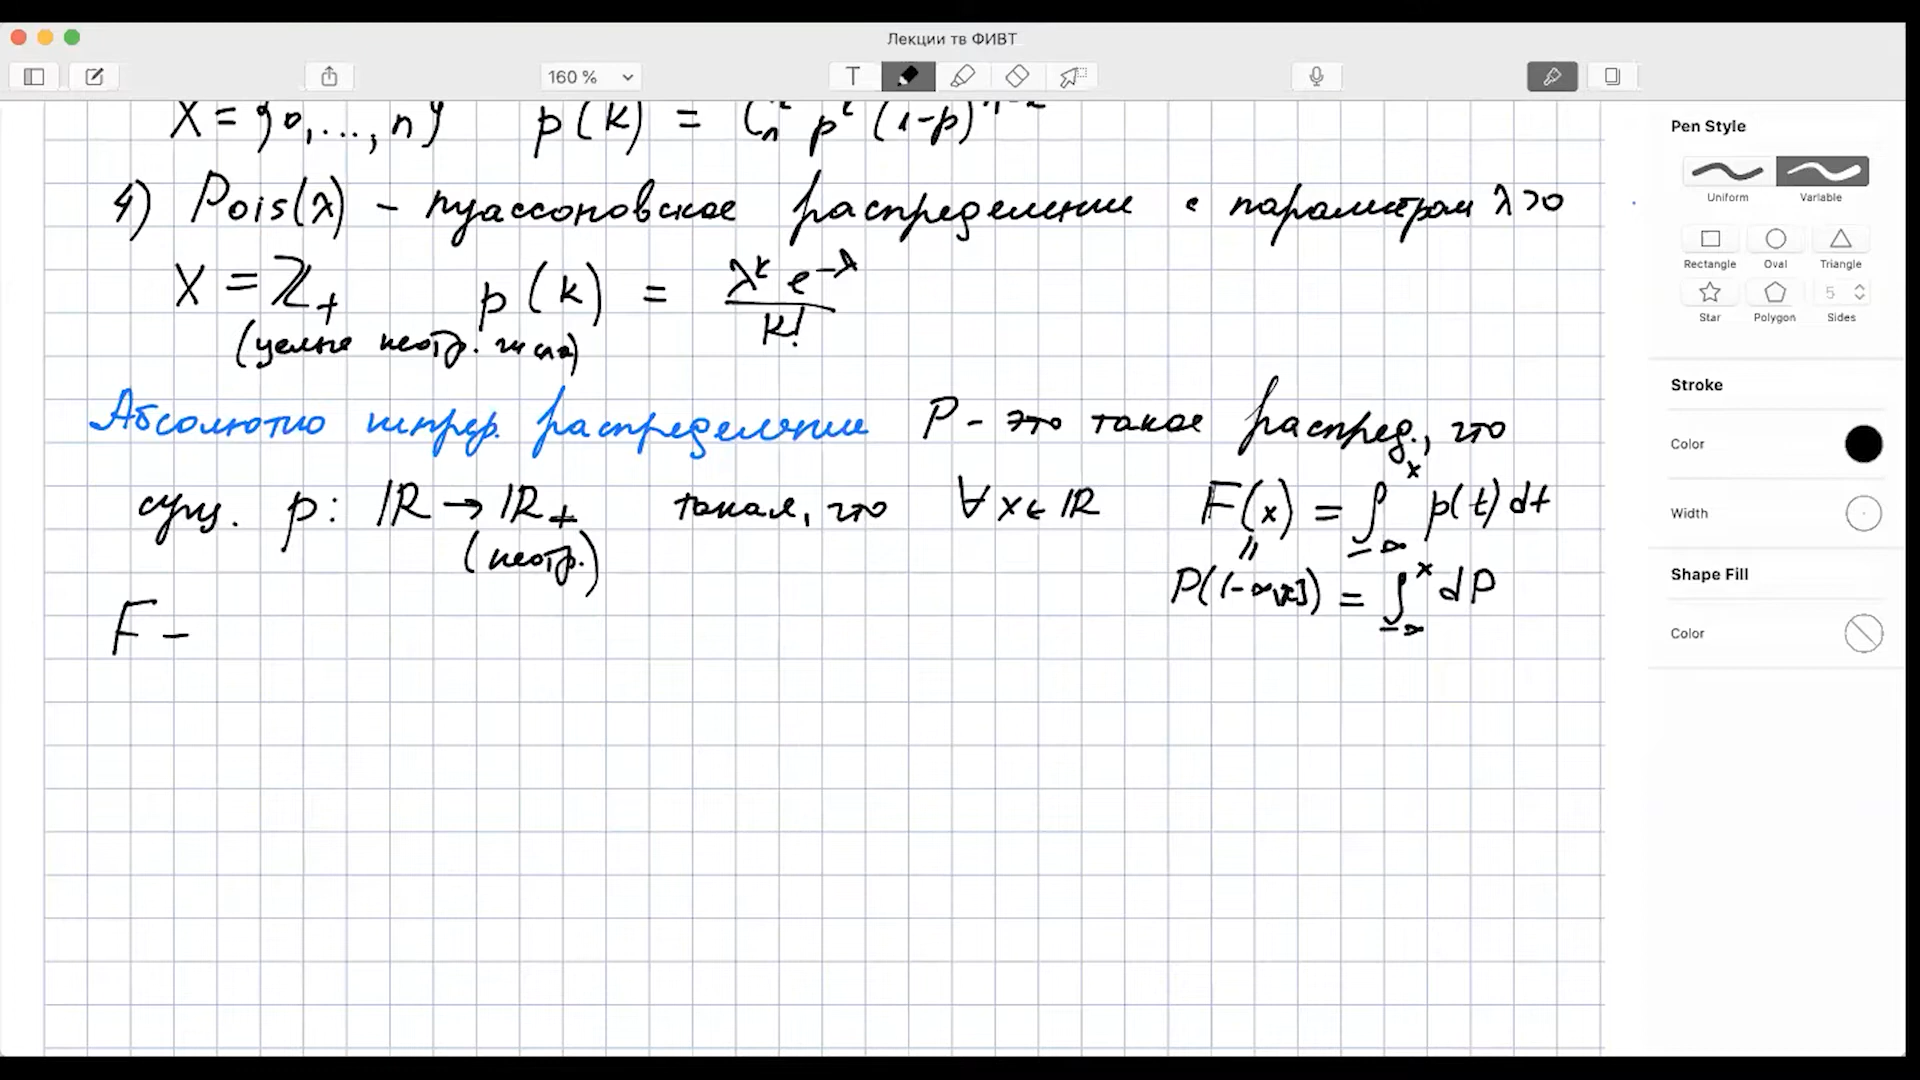 Лекции тв ФИВТ
160 %
X = {0,...,n}   p(k) = C_n^k p^k (1-p)^{n-k}
4) Pois(λ) - пуассоновское распределение с параметром λ>0
X = ℤ₊   p(k) = λ^k e^{-λ} / k!
(целые неотр. числа)
Абсолютно непрер. распределение P - это такое распред., что
сущ. p: ℝ → ℝ₊ такая, что ∀ x ∈ ℝ   F(x) = ∫_{-∞}^x p(t) dt
(неотр.)   =
P((-∞,x]) = ∫_{-∞}^x dP
F -
Pen Style
Uniform Variable
Rectangle Oval Triangle
5
Star Polygon Sides
Stroke
Color
Width
Shape Fill
Color